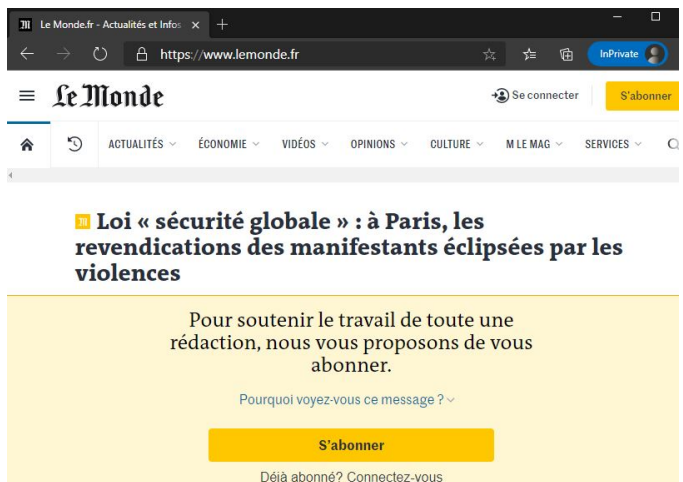 Le Monde.fr - Actualités et Infos
https://www.lemonde.fr
InPrivate
Le Monde
Se connecter
S'abonner
ACTUALITÉS
ÉCONOMIE
VIDÉOS
OPINIONS
CULTURE
M LE MAG
SERVICES
Loi « sécurité globale » : à Paris, les
revendications des manifestants éclipsées par les
violences
Pour soutenir le travail de toute une
rédaction, nous vous proposons de vous
abonner.
Pourquoi voyez-vous ce message ?
S'abonner
Déjà abonné? Connectez-vous